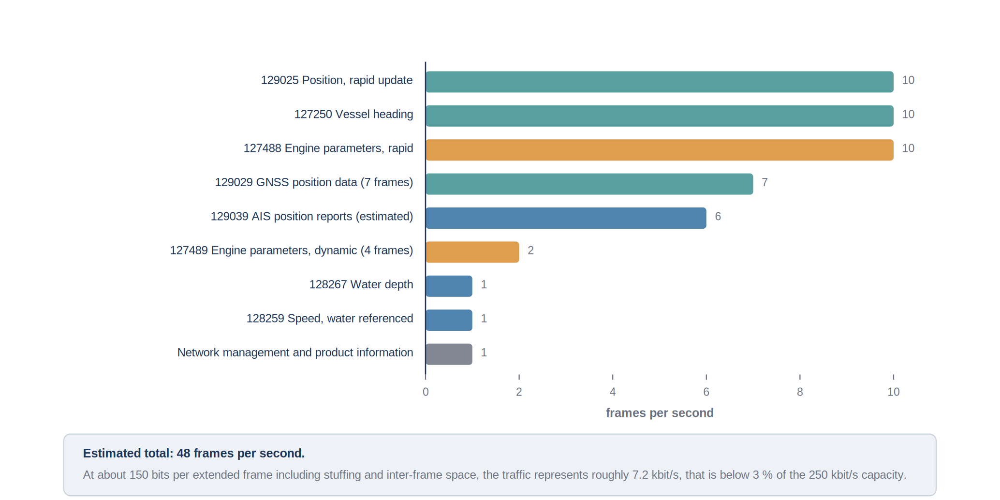 129025 Position, rapid update 10
127250 Vessel heading 10
127488 Engine parameters, rapid 10
129029 GNSS position data (7 frames) 7
129039 AIS position reports (estimated) 6
127489 Engine parameters, dynamic (4 frames) 2
128267 Water depth 1
128259 Speed, water referenced 1
Network management and product information 1
0 2 4 6 8 10
frames per second
Estimated total: 48 frames per second.
At about 150 bits per extended frame including stuffing and inter-frame space, the traffic represents roughly 7.2 kbit/s, that is below 3 % of the 250 kbit/s capacity.